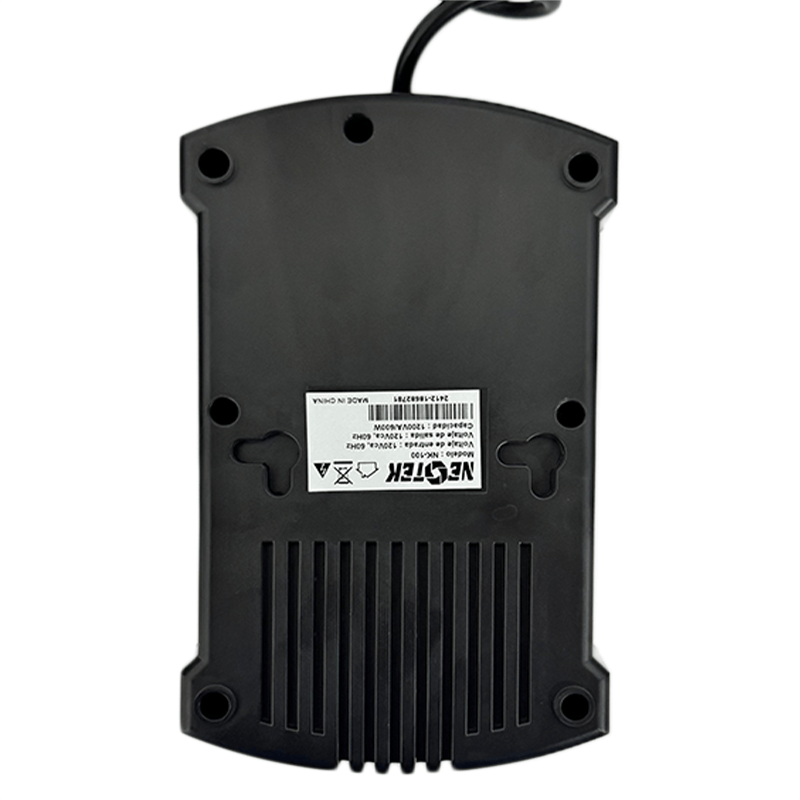 NEOTEK
Modelo : NK-100
Voltaje de entrada : 120Vca, 60Hz
Voltaje de salida : 120Vca, 60Hz
Capacidad : 1200VA/600W
2412-18682781
MADE IN CHINA